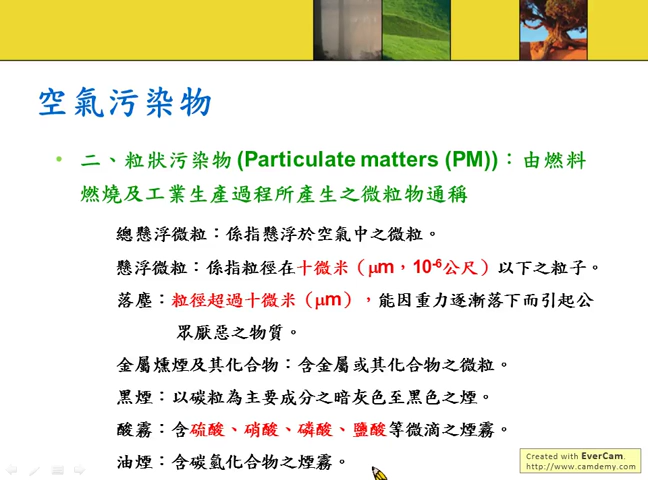 空氣污染物
• 二、粒狀污染物 (Particulate matters (PM))：由燃料
燃燒及工業生產過程所產生之微粒物通稱
總懸浮微粒：係指懸浮於空氣中之微粒。
懸浮微粒：係指粒徑在十微米（μm，10-6公尺）以下之粒子。
落塵：粒徑超過十微米（μm），能因重力逐漸落下而引起公
眾厭惡之物質。
金屬燻煙及其化合物：含金屬或其化合物之微粒。
黑煙：以碳粒為主要成分之暗灰色至黑色之煙。
酸霧：含硫酸、硝酸、磷酸、鹽酸等微滴之煙霧。
油煙：含碳氫化合物之煙霧。
Created with EverCam.
http://www.camdemy.com